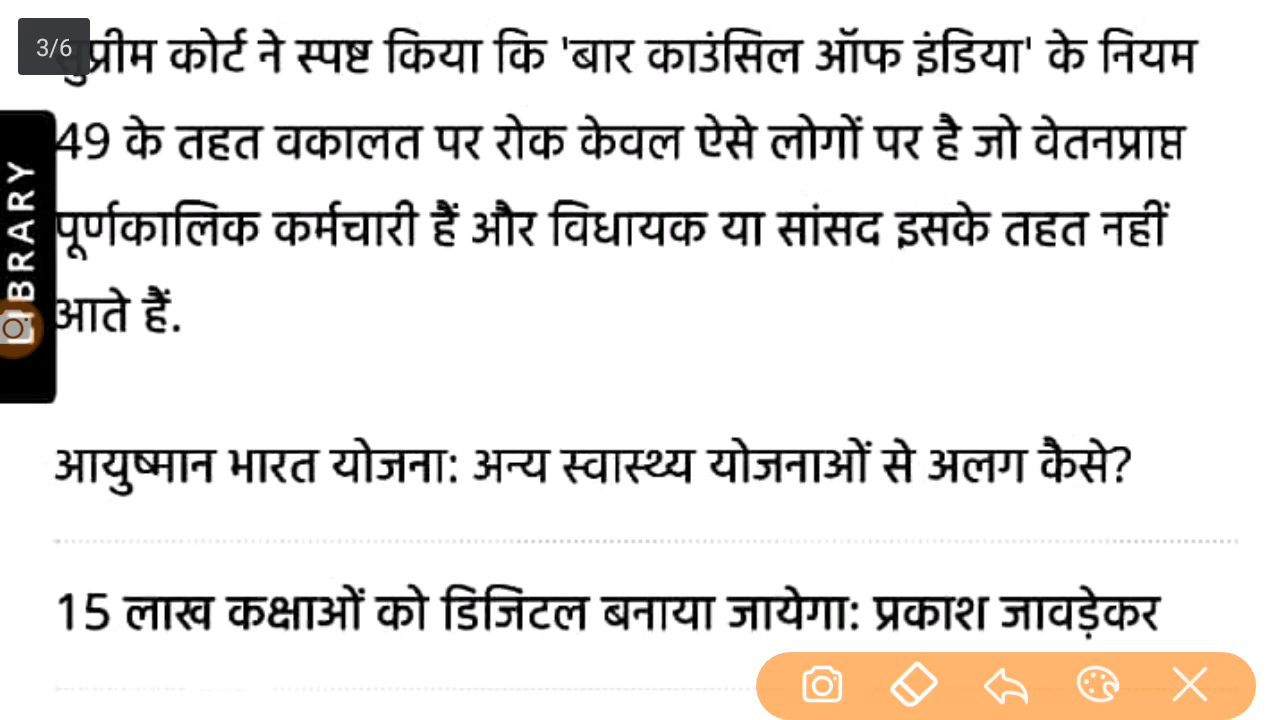 3/6
सुप्रीम कोर्ट ने स्पष्ट किया कि 'बार काउंसिल ऑफ इंडिया' के नियम
49 के तहत वकालत पर रोक केवल ऐसे लोगों पर है जो वेतनप्राप्त
पूर्णकालिक कर्मचारी हैं और विधायक या सांसद इसके तहत नहीं
आते हैं.
BRARY
आयुष्मान भारत योजना: अन्य स्वास्थ्य योजनाओं से अलग कैसे?
15 लाख कक्षाओं को डिजिटल बनाया जायेगा: प्रकाश जावड़ेकर